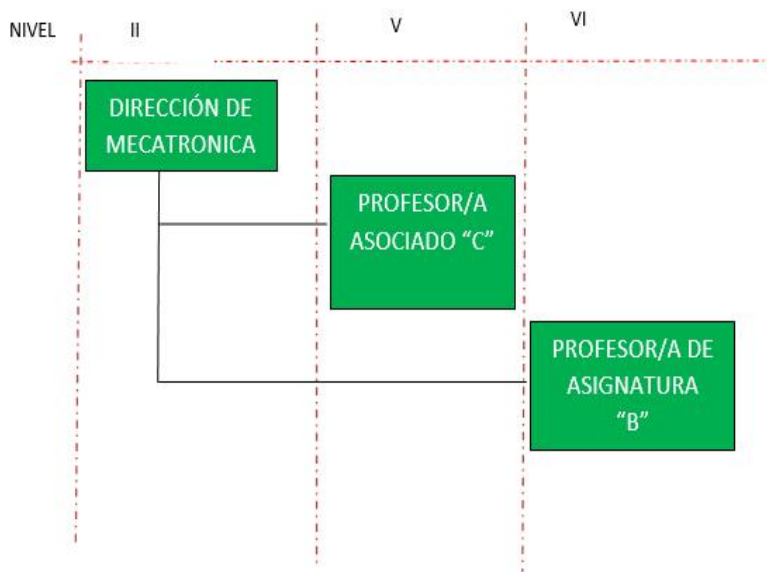 NIVEL II V VI
DIRECCIÓN DE
MECATRONICA
PROFESOR/A
ASOCIADO “C”
PROFESOR/A DE
ASIGNATURA
“B”